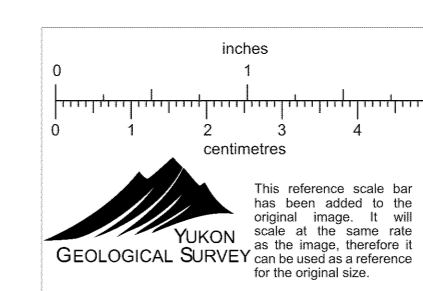 inches
0 1
0 1 2 3 4
centimetres
This reference scale bar
has been added to the
original image. It will
scale at the same rate
as the image, therefore it
can be used as a reference
for the original size.
YUKON
GEOLOGICAL SURVEY